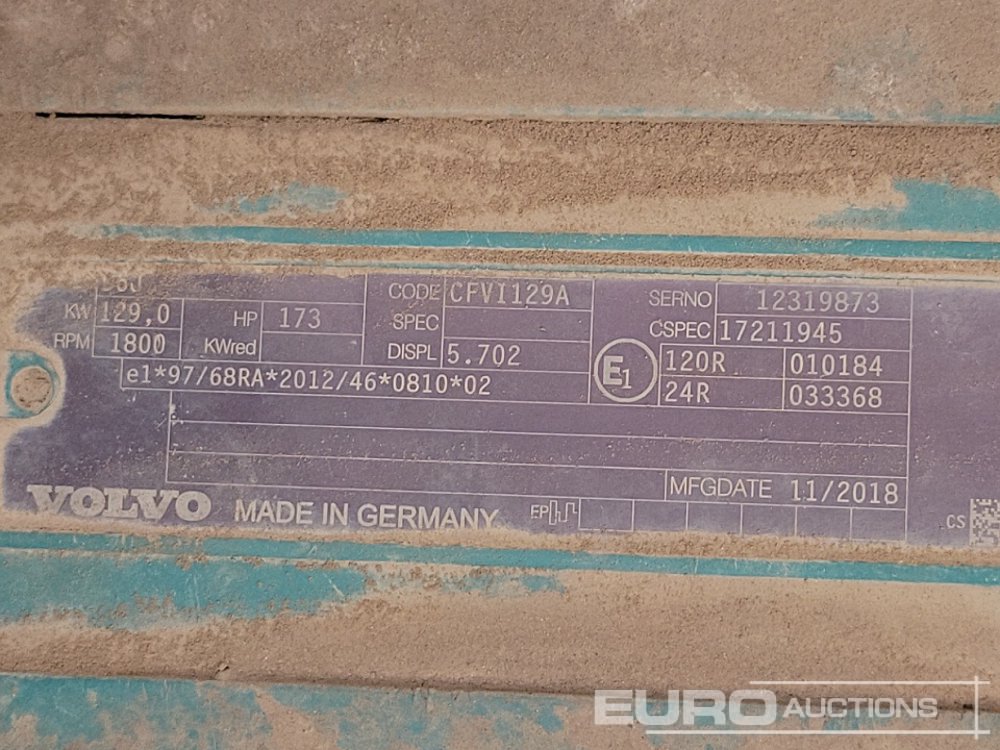 CODE CFVI129A SERNO 12319873
KW 129,0 HP 173 SPEC CSPEC 17211945
RPM 1800 KWred DISPL 5.702 E1 120R 010184
e1*97/68RA*2012/46*0810*02 24R 033368
MFGDATE 11/2018
VOLVO MADE IN GERMANY EP CS
EURO AUCTIONS